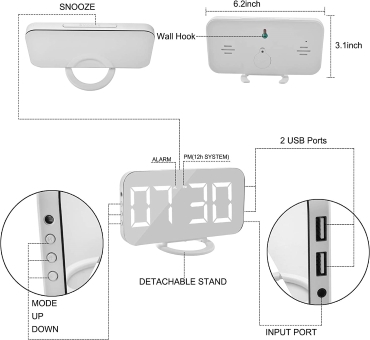 SNOOZE
6.2inch
Wall Hook
3.1inch
ALARM
PM(12h SYSTEM)
2 USB Ports
07:30
DETACHABLE STAND
MODE
UP
DOWN
INPUT PORT